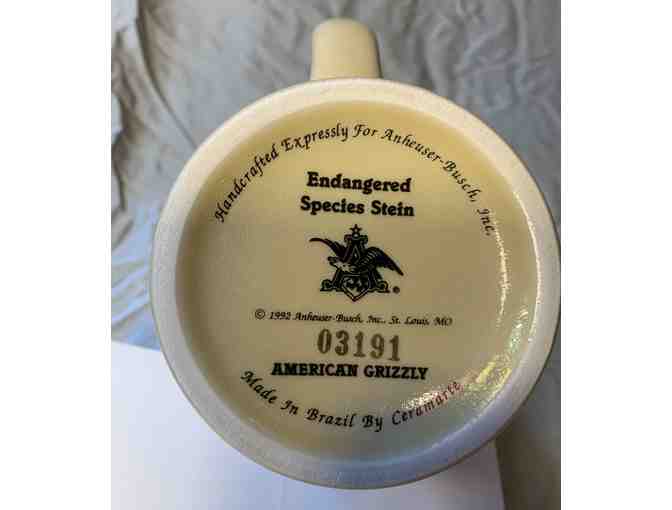 Handcrafted Expressly For Anheuser-Busch, Inc.
Endangered
Species Stein
A
®
© 1992 Anheuser-Busch, Inc., St. Louis, MO
03191
AMERICAN GRIZZLY
Made In Brazil By Ceramarte